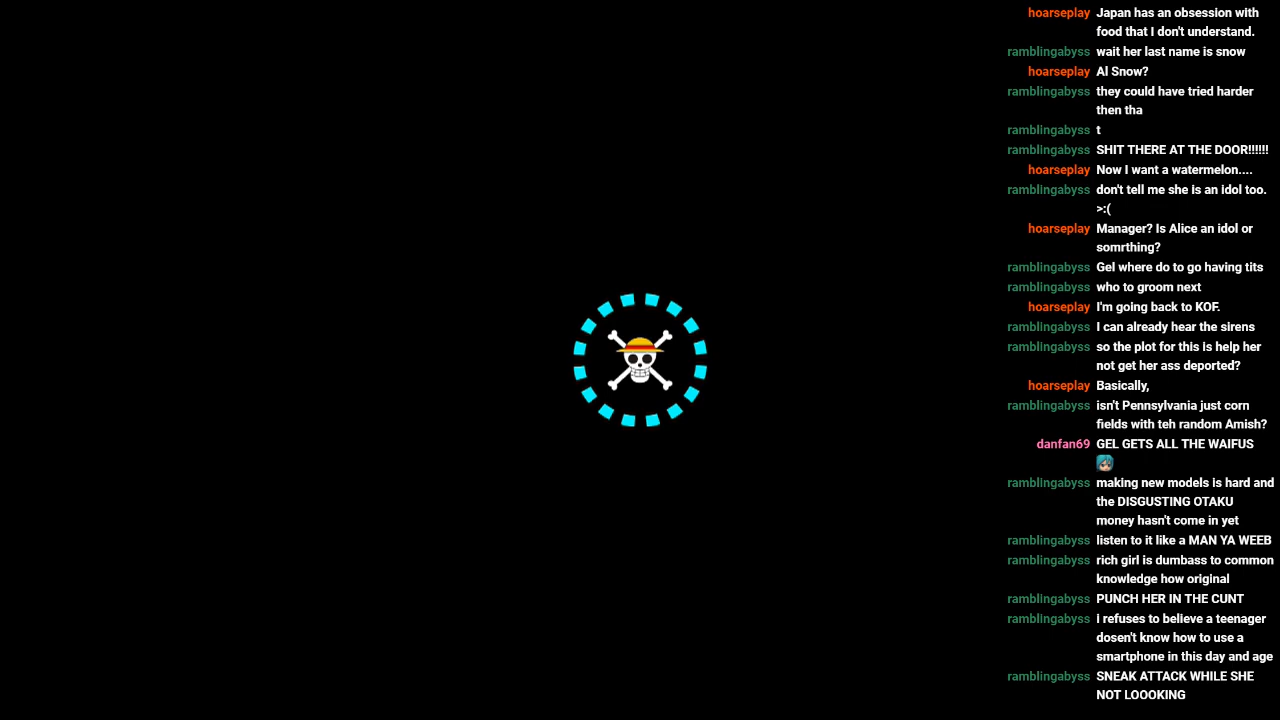 hoarseplay Japan has an obsession with
food that I don't understand.
ramblingabyss wait her last name is snow
hoarseplay Al Snow?
ramblingabyss they could have tried harder
then tha
ramblingabyss t
ramblingabyss SHIT THERE AT THE DOOR!!!!!!
hoarseplay Now I want a watermelon....
ramblingabyss don't tell me she is an idol too.
>:(
hoarseplay Manager? Is Alice an idol or
somrthing?
ramblingabyss Gel where do to go having tits
ramblingabyss who to groom next
hoarseplay I'm going back to KOF.
ramblingabyss I can already hear the sirens
ramblingabyss so the plot for this is help her
not get her ass deported?
hoarseplay Basically,
ramblingabyss isn't Pennsylvania just corn
fields with teh random Amish?
danfan69 GEL GETS ALL THE WAIFUS
ramblingabyss making new models is hard and
the DISGUSTING OTAKU
money hasn't come in yet
ramblingabyss listen to it like a MAN YA WEEB
ramblingabyss rich girl is dumbass to common
knowledge how original
ramblingabyss PUNCH HER IN THE CUNT
ramblingabyss i refuses to believe a teenager
dosen't know how to use a
smartphone in this day and age
ramblingabyss SNEAK ATTACK WHILE SHE
NOT LOOOKING